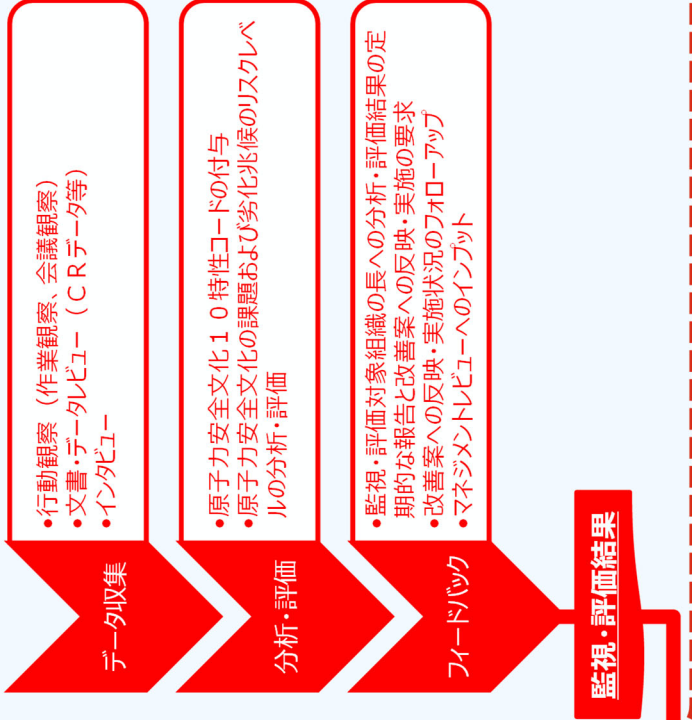 データ収集
•行動観察（作業観察、会議観察）
•文書・データレビュー（ＣＲデータ等）
•インタビュー
分析・評価
•原子力安全文化１０特性コードの付与
•原子力安全文化の課題および劣化兆候のリスクレベ
ルの分析・評価
フィードバック
•監視・評価対象組織の長への分析・評価結果の定
期的な報告と改善案への反映・実施の要求
•改善案への反映・実施状況のフォローアップ
•マネジメントレビューへのインプット
監視・評価結果